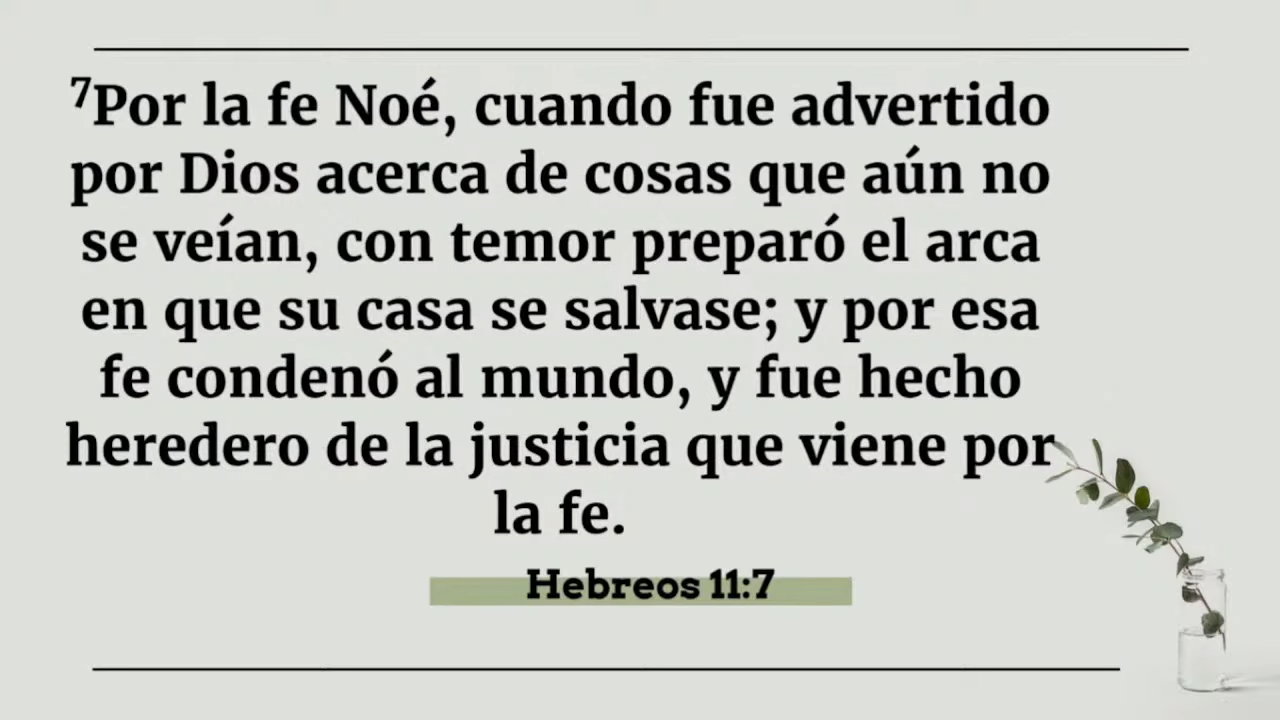 ⁷Por la fe Noé, cuando fue advertido
por Dios acerca de cosas que aún no
se veían, con temor preparó el arca
en que su casa se salvase; y por esa
fe condenó al mundo, y fue hecho
heredero de la justicia que viene por
la fe.
Hebreos 11:7